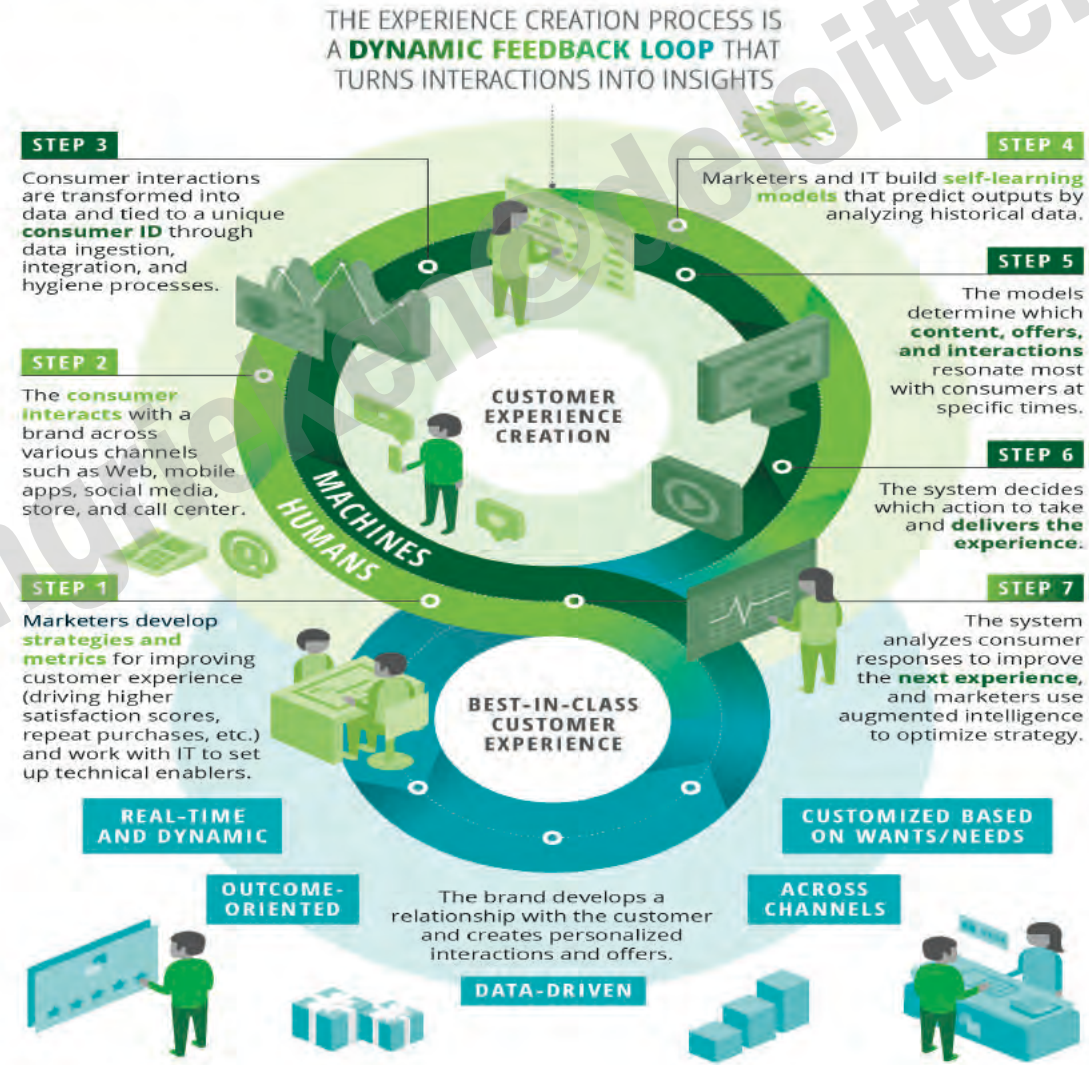 THE EXPERIENCE CREATION PROCESS IS
A DYNAMIC FEEDBACK LOOP THAT
TURNS INTERACTIONS INTO INSIGHTS
STEP 3
Consumer interactions
are transformed into
data and tied to a unique
consumer ID through
data ingestion,
integration, and
hygiene processes.
STEP 4
Marketers and IT build self-learning
models that predict outputs by
analyzing historical data.
STEP 5
The models
determine which
content, offers,
and interactions
resonate most
with consumers at
specific times.
STEP 2
The consumer
interacts with a
brand across
various channels
such as Web, mobile
apps, social media,
store, and call center.
CUSTOMER
EXPERIENCE
CREATION
STEP 6
The system decides
which action to take
and delivers the
experience.
MACHINES
HUMANS
STEP 1
Marketers develop
strategies and
metrics for improving
customer experience
(driving higher
satisfaction scores,
repeat purchases, etc.)
and work with IT to set
up technical enablers.
STEP 7
The system
analyzes consumer
responses to improve
the next experience,
and marketers use
augmented intelligence
to optimize strategy.
BEST-IN-CLASS
CUSTOMER
EXPERIENCE
REAL-TIME
AND DYNAMIC
CUSTOMIZED BASED
ON WANTS/NEEDS
OUTCOME-
ORIENTED
The brand develops a
relationship with the customer
and creates personalized
interactions and offers.
ACROSS
CHANNELS
DATA-DRIVEN